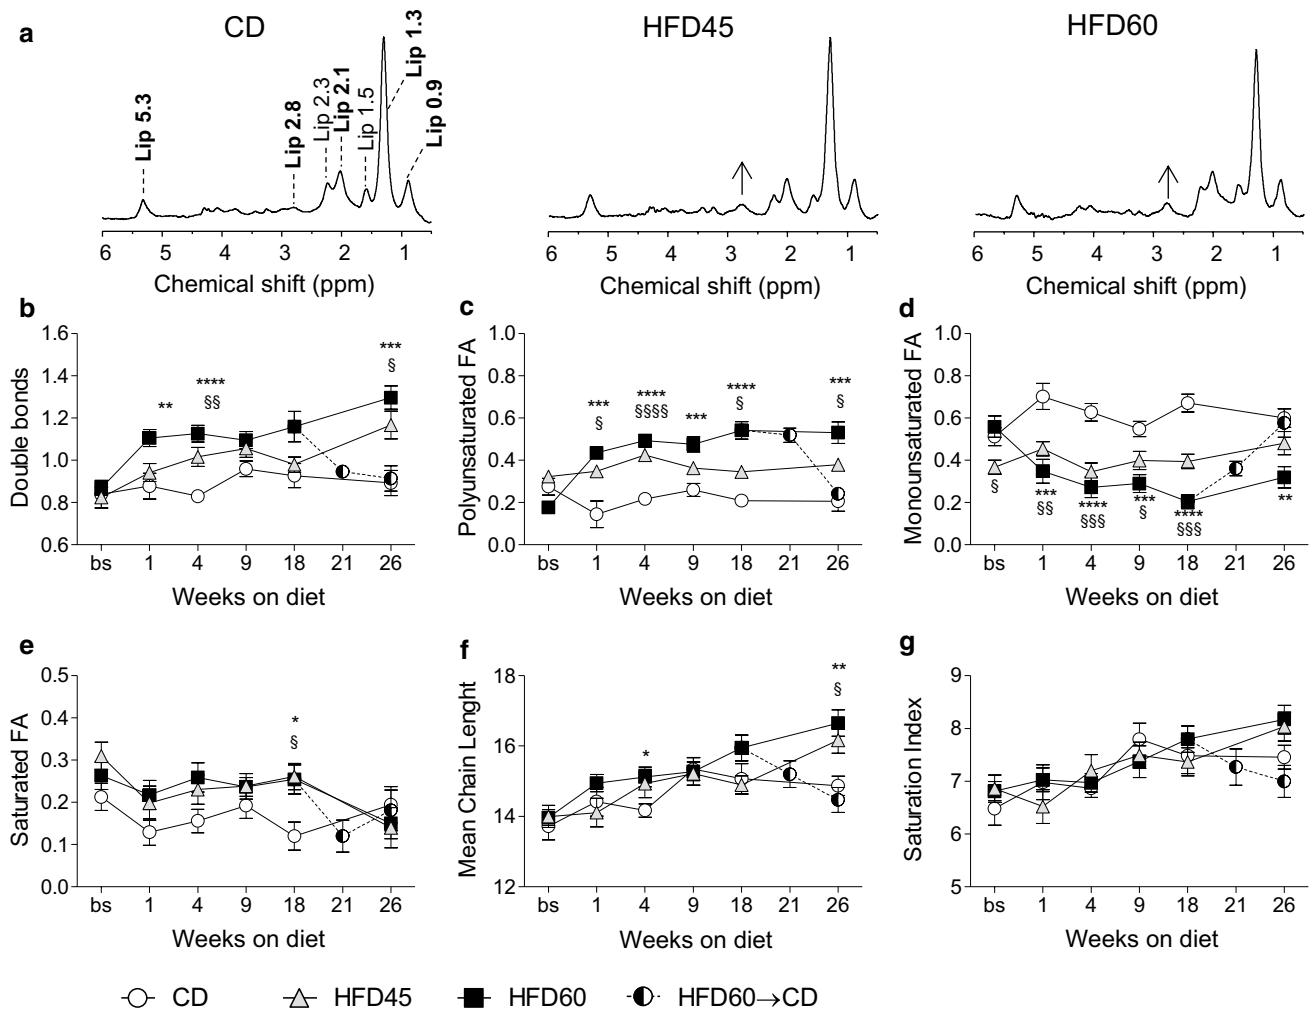 a
CD
HFD45
HFD60
Lip 5.3
Lip 2.8
Lip 2.3
Lip 2.1
Lip 1.5
Lip 1.3
Lip 0.9
6 5 4 3 2 1
6 5 4 3 2 1
6 5 4 3 2 1
Chemical shift (ppm)
Chemical shift (ppm)
Chemical shift (ppm)
b
Double bonds
1.6
1.4
1.2
1.0
0.8
0.6
**
****
§§
***
§
bs 1 4 9 18 21 26
Weeks on diet
c
Polyunsaturated FA
1.0
0.8
0.6
0.4
0.2
0.0
***
§
****
§§§§
***
****
§
***
§
bs 1 4 9 18 21 26
Weeks on diet
d
Monounsaturated FA
1.0
0.8
0.6
0.4
0.2
0.0
§
***
§§
****
§§§
***
§
****
§§§
**
bs 1 4 9 18 21 26
Weeks on diet
e
Saturated FA
0.5
0.4
0.3
0.2
0.1
0.0
*
§
bs 1 4 9 18 21 26
Weeks on diet
f
Mean Chain Lenght
18
16
14
12
*
**
§
bs 1 4 9 18 21 26
Weeks on diet
g
Saturation Index
9
8
7
6
5
bs 1 4 9 18 21 26
Weeks on diet
CD HFD45 HFD60 HFD60→CD